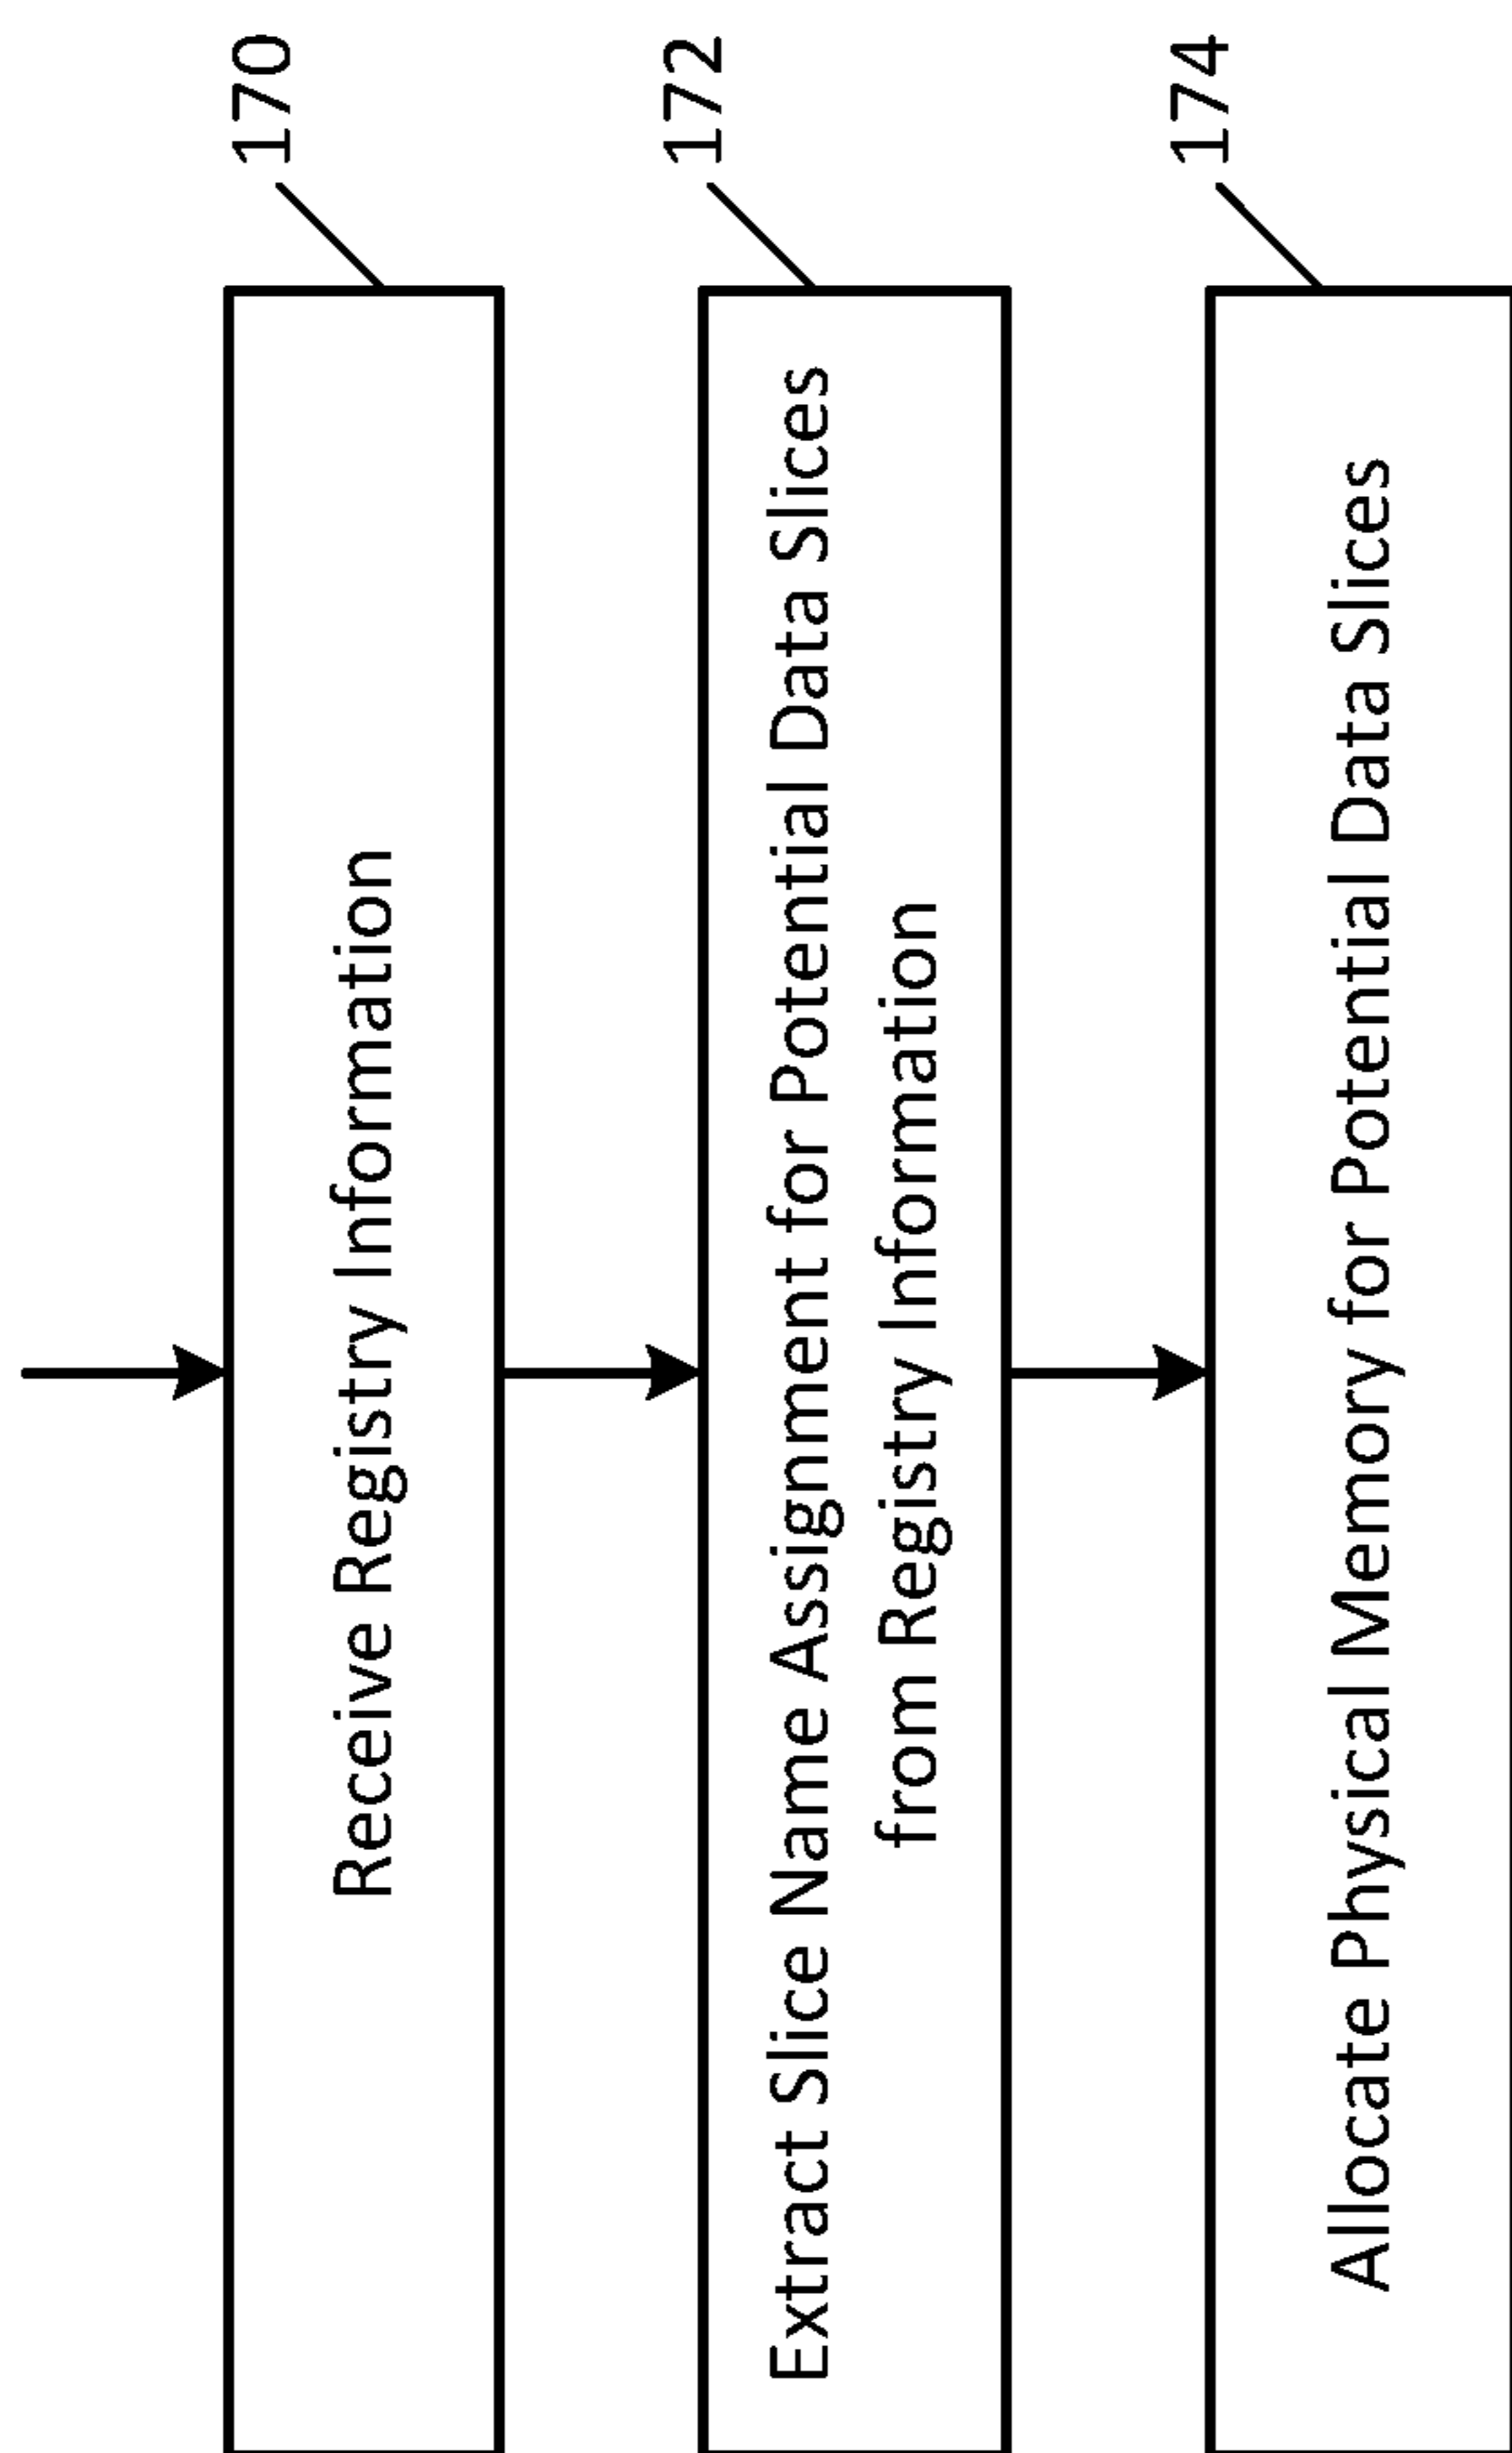 170
Receive Registry Information
172
Extract Slice Name Assignment for Potential Data Slices
from Registry Information
174
Allocate Physical Memory for Potential Data Slices